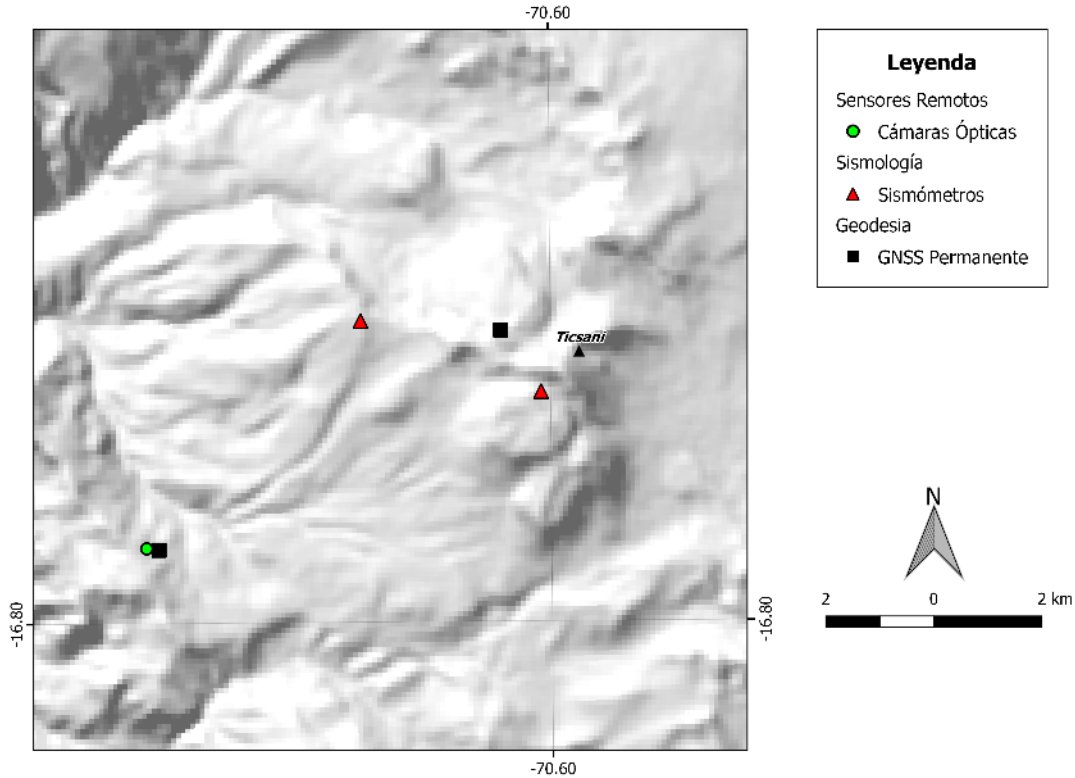 -70.60
Leyenda
Sensores Remotos
Cámaras Ópticas
Sismología
Sismómetros
Geodesia
GNSS Permanente
Ticsani
N
2 0 2 km
-16.80
-16.80
-70.60